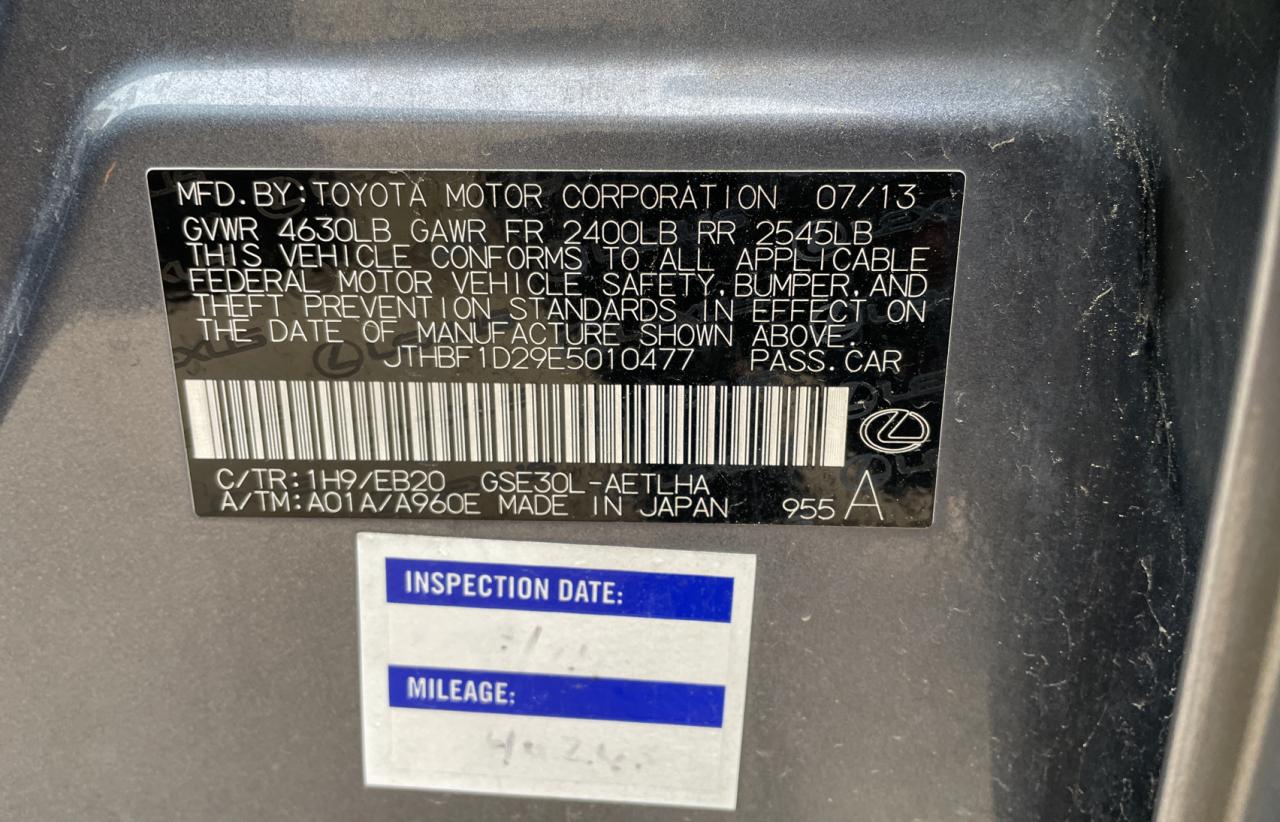 MFD.BY:TOYOTA MOTOR CORPORATION 07/13
GVWR 4630LB GAWR FR 2400LB RR 2545LB
THIS VEHICLE CONFORMS TO ALL APPLICABLE
FEDERAL MOTOR VEHICLE SAFETY,BUMPER,AND
THEFT PREVENTION STANDARDS IN EFFECT ON
THE DATE OF MANUFACTURE SHOWN ABOVE.
JTHBF1D29E5010477 PASS.CAR
C/TR:1H9/EB20 GSE30L-AETLHA
A/TM:A01A/A960E MADE IN JAPAN 955 A
INSPECTION DATE:
MILEAGE: